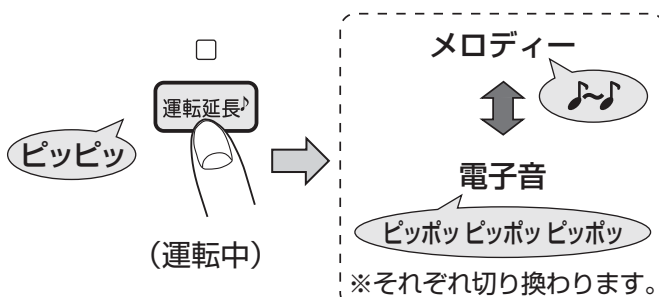 運転延長♪
ピッピッ
（運転中）
メロディー
♪～♪
電子音
ピッポッ ピッポッ ピッポッ
※それぞれ切り換わります。